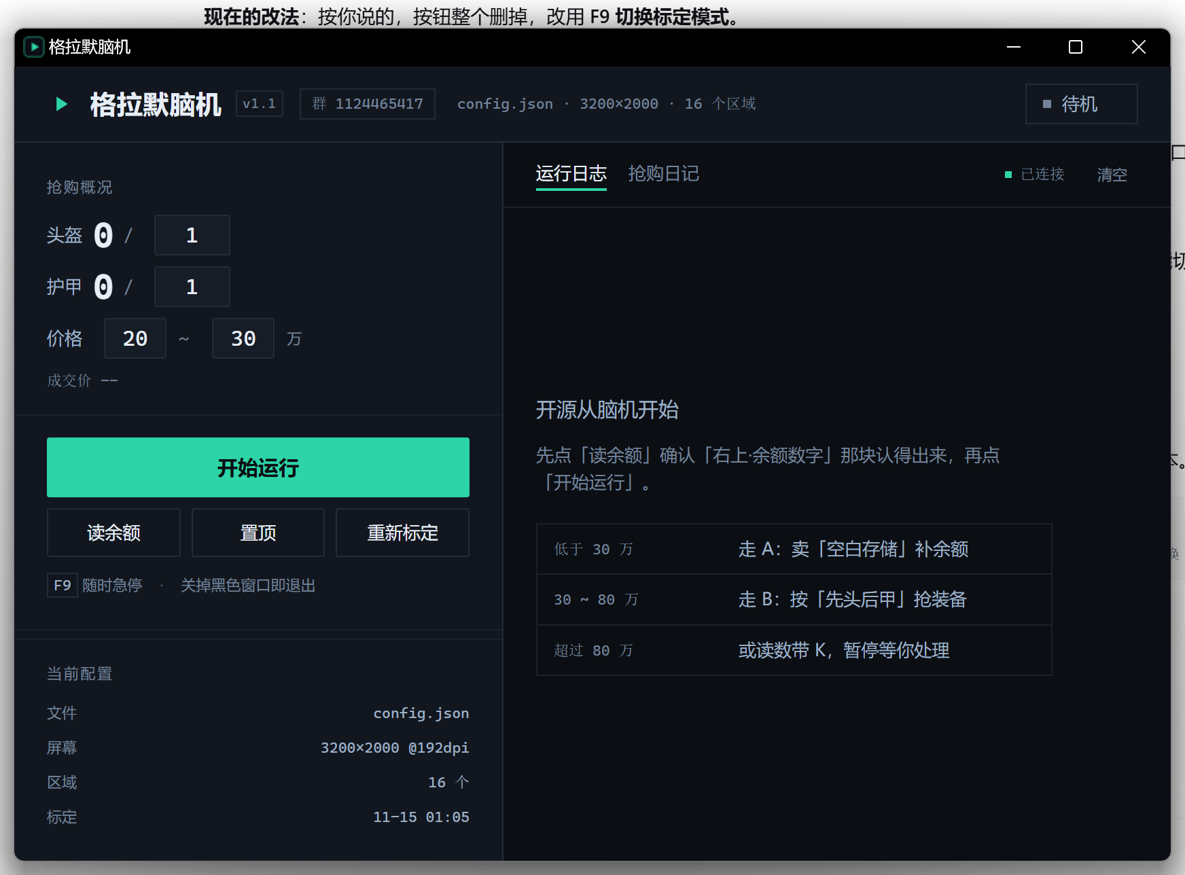 现在的改法：按你说的，按钮整个删掉，改用 F9 切换标定模式。
格拉默脑机
格拉默脑机 v1.1 群 1124465417 config.json · 3200×2000 · 16 个区域 待机
抢购概况
头盔 0 / 1
护甲 0 / 1
价格 20 ~ 30 万
成交价 --
开始运行
读余额 置顶 重新标定
F9 随时急停 · 关掉黑色窗口即退出
当前配置
文件 config.json
屏幕 3200×2000 @192dpi
区域 16 个
标定 11-15 01:05
运行日志 抢购日记 已连接 清空
开源从脑机开始
先点「读余额」确认「右上·余额数字」那块认得出来，再点
「开始运行」。
低于 30 万 走 A：卖「空白存储」补余额
30 ~ 80 万 走 B：按「先头后甲」抢装备
超过 80 万 或读数带 K，暂停等你处理